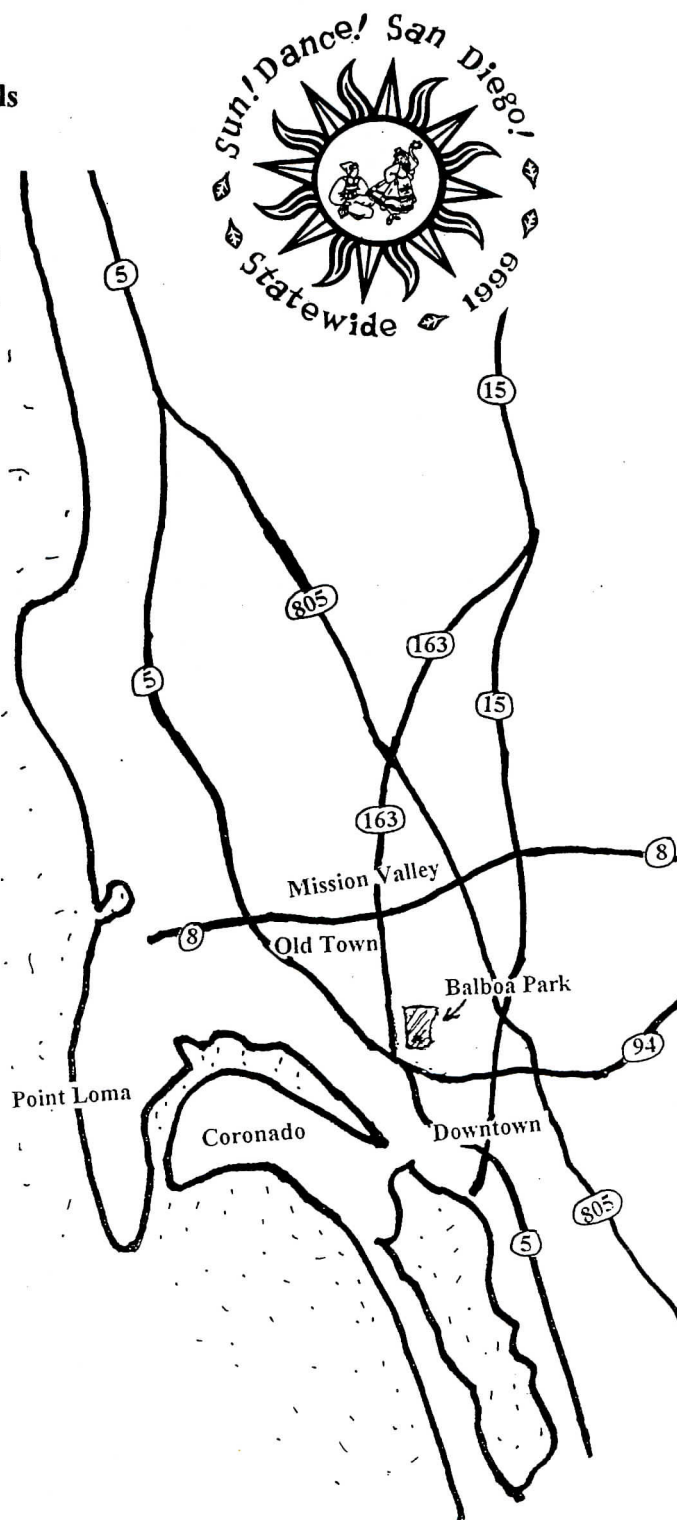 ls
Sun! Dance! San Diego!
Statewide 1999
5
15
805
163
5
15
163
8
Mission Valley
8
Old Town
Balboa Park
94
Point Loma
Coronado
Downtown
805
5